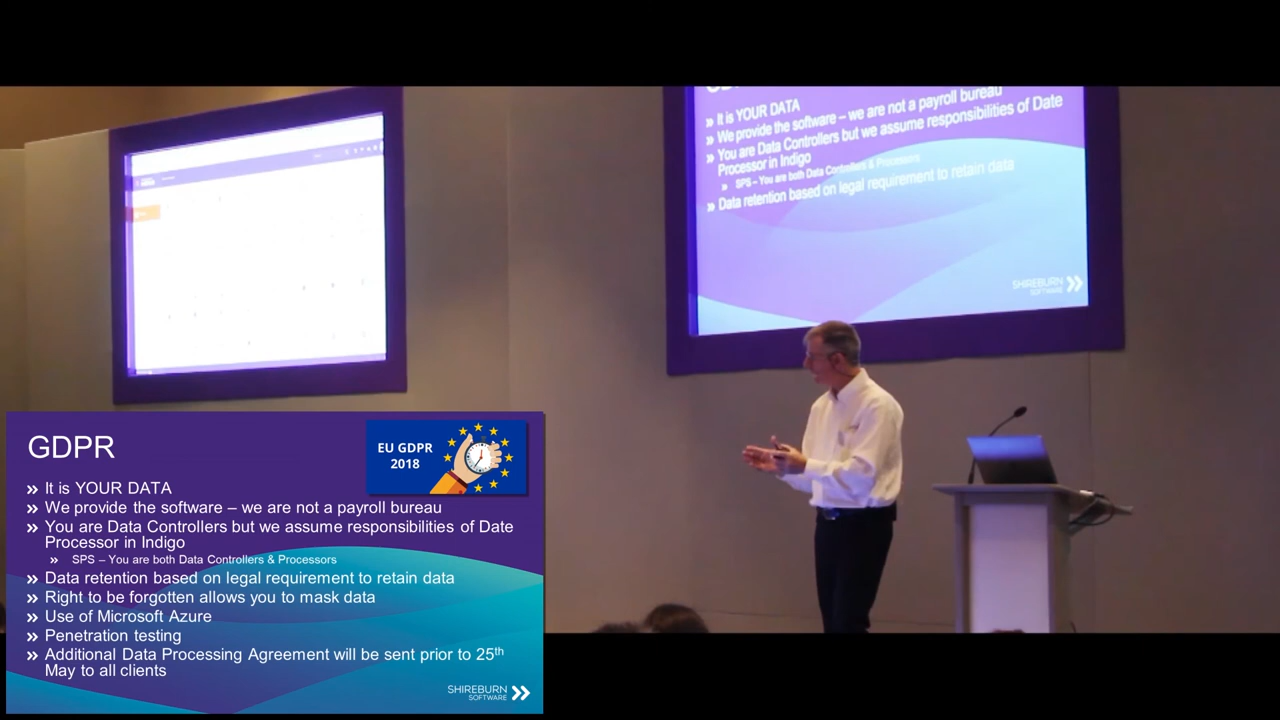 » It is YOUR DATA
» We provide the software – we are not a payroll bureau
» You are Data Controllers but we assume responsibilities of Date
Processor in Indigo
» SPS – You are both Data Controllers & Processors
» Data retention based on legal requirement to retain data
SHIREBURN
SOFTWARE
GDPR
EU GDPR
2018
» It is YOUR DATA
» We provide the software – we are not a payroll bureau
» You are Data Controllers but we assume responsibilities of Date
Processor in Indigo
» SPS – You are both Data Controllers & Processors
» Data retention based on legal requirement to retain data
» Right to be forgotten allows you to mask data
» Use of Microsoft Azure
» Penetration testing
» Additional Data Processing Agreement will be sent prior to 25th
May to all clients
SHIREBURN
SOFTWARE